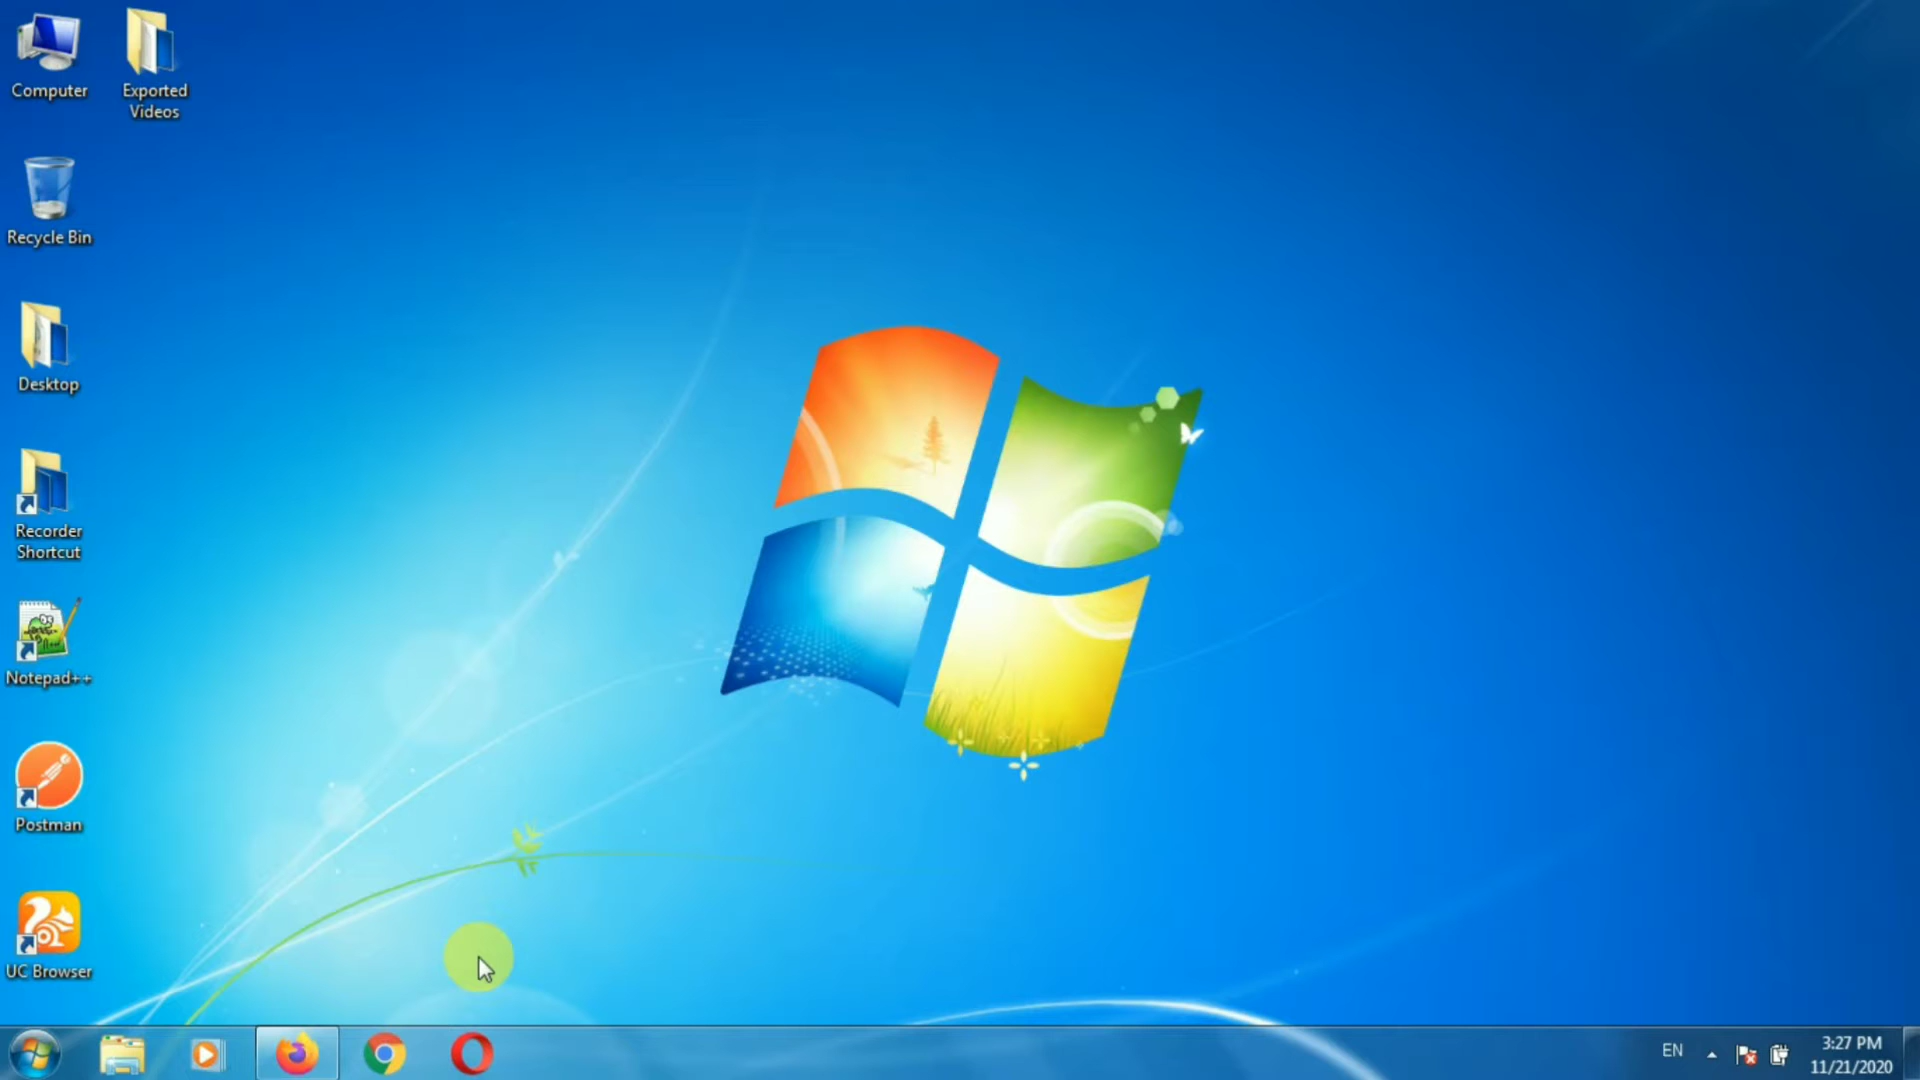 Computer
Exported
Videos
Recycle Bin
Desktop
Recorder
Shortcut
Notepad++
Postman
UC Browser
EN
3:27 PM
11/21/2020